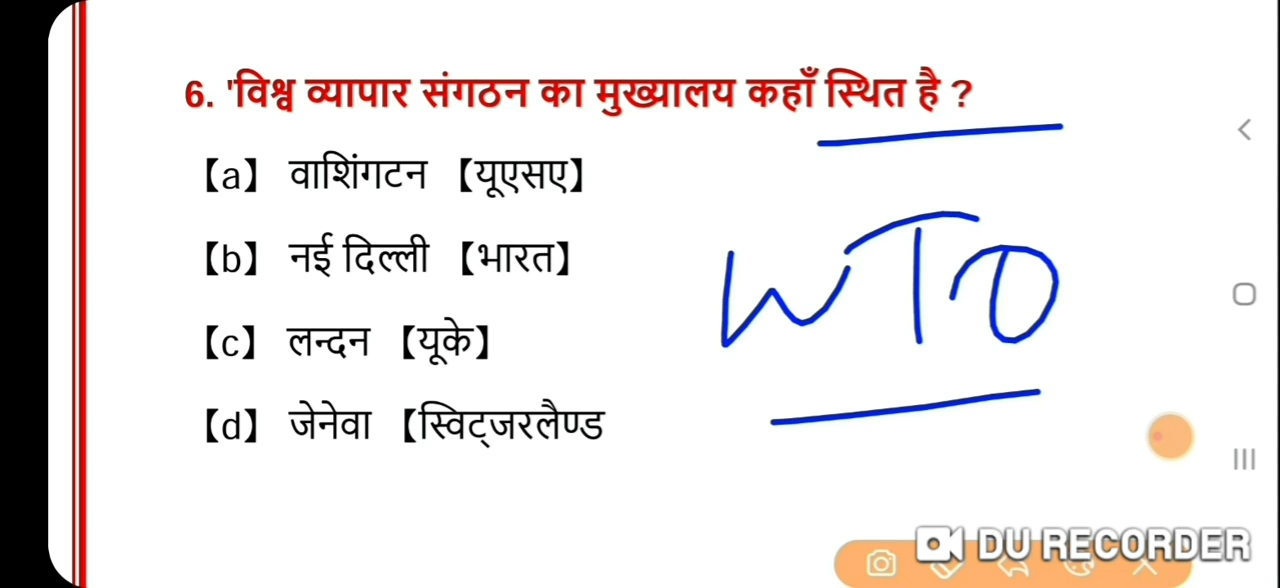 6. 'विश्व व्यापार संगठन का मुख्यालय कहाँ स्थित है ?
【a】 वाशिंगटन 【यूएसए】
【b】 नई दिल्ली 【भारत】
WTO
【c】 लन्दन 【यूके】
【d】 जेनेवा 【स्विट्जरलैण्ड
DU RECORDER